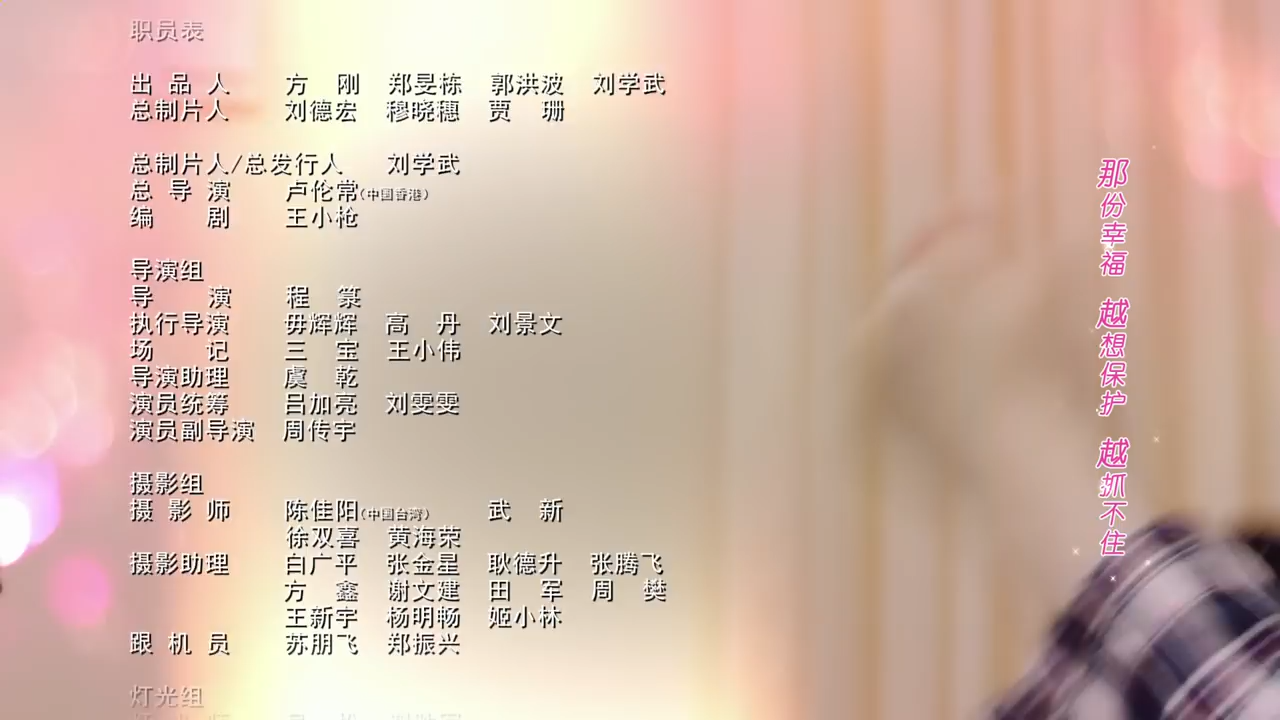 职员表
出品人 方刚 郑旻栋 郭洪波 刘学武
总制片人 刘德宏 穆晓穗 贾珊
总制片人/总发行人 刘学武
总导演 卢伦常(中国香港)
编剧 王小枪
导演组
导演 程箓
执行导演 毋辉辉 高丹 刘景文
场记 三宝 王小伟
导演助理 虞乾
演员统筹 吕加亮 刘雯雯
演员副导演 周传宇
摄影组
摄影师 陈佳阳(中国台湾) 武新
徐双喜 黄海荣
摄影助理 白广平 张金星 耿德升 张腾飞
方鑫 谢文建 田军 周樊
王新宇 杨明畅 姬小林
跟机员 苏朋飞 郑振兴
灯光组
那份幸福 越想保护 越抓不住